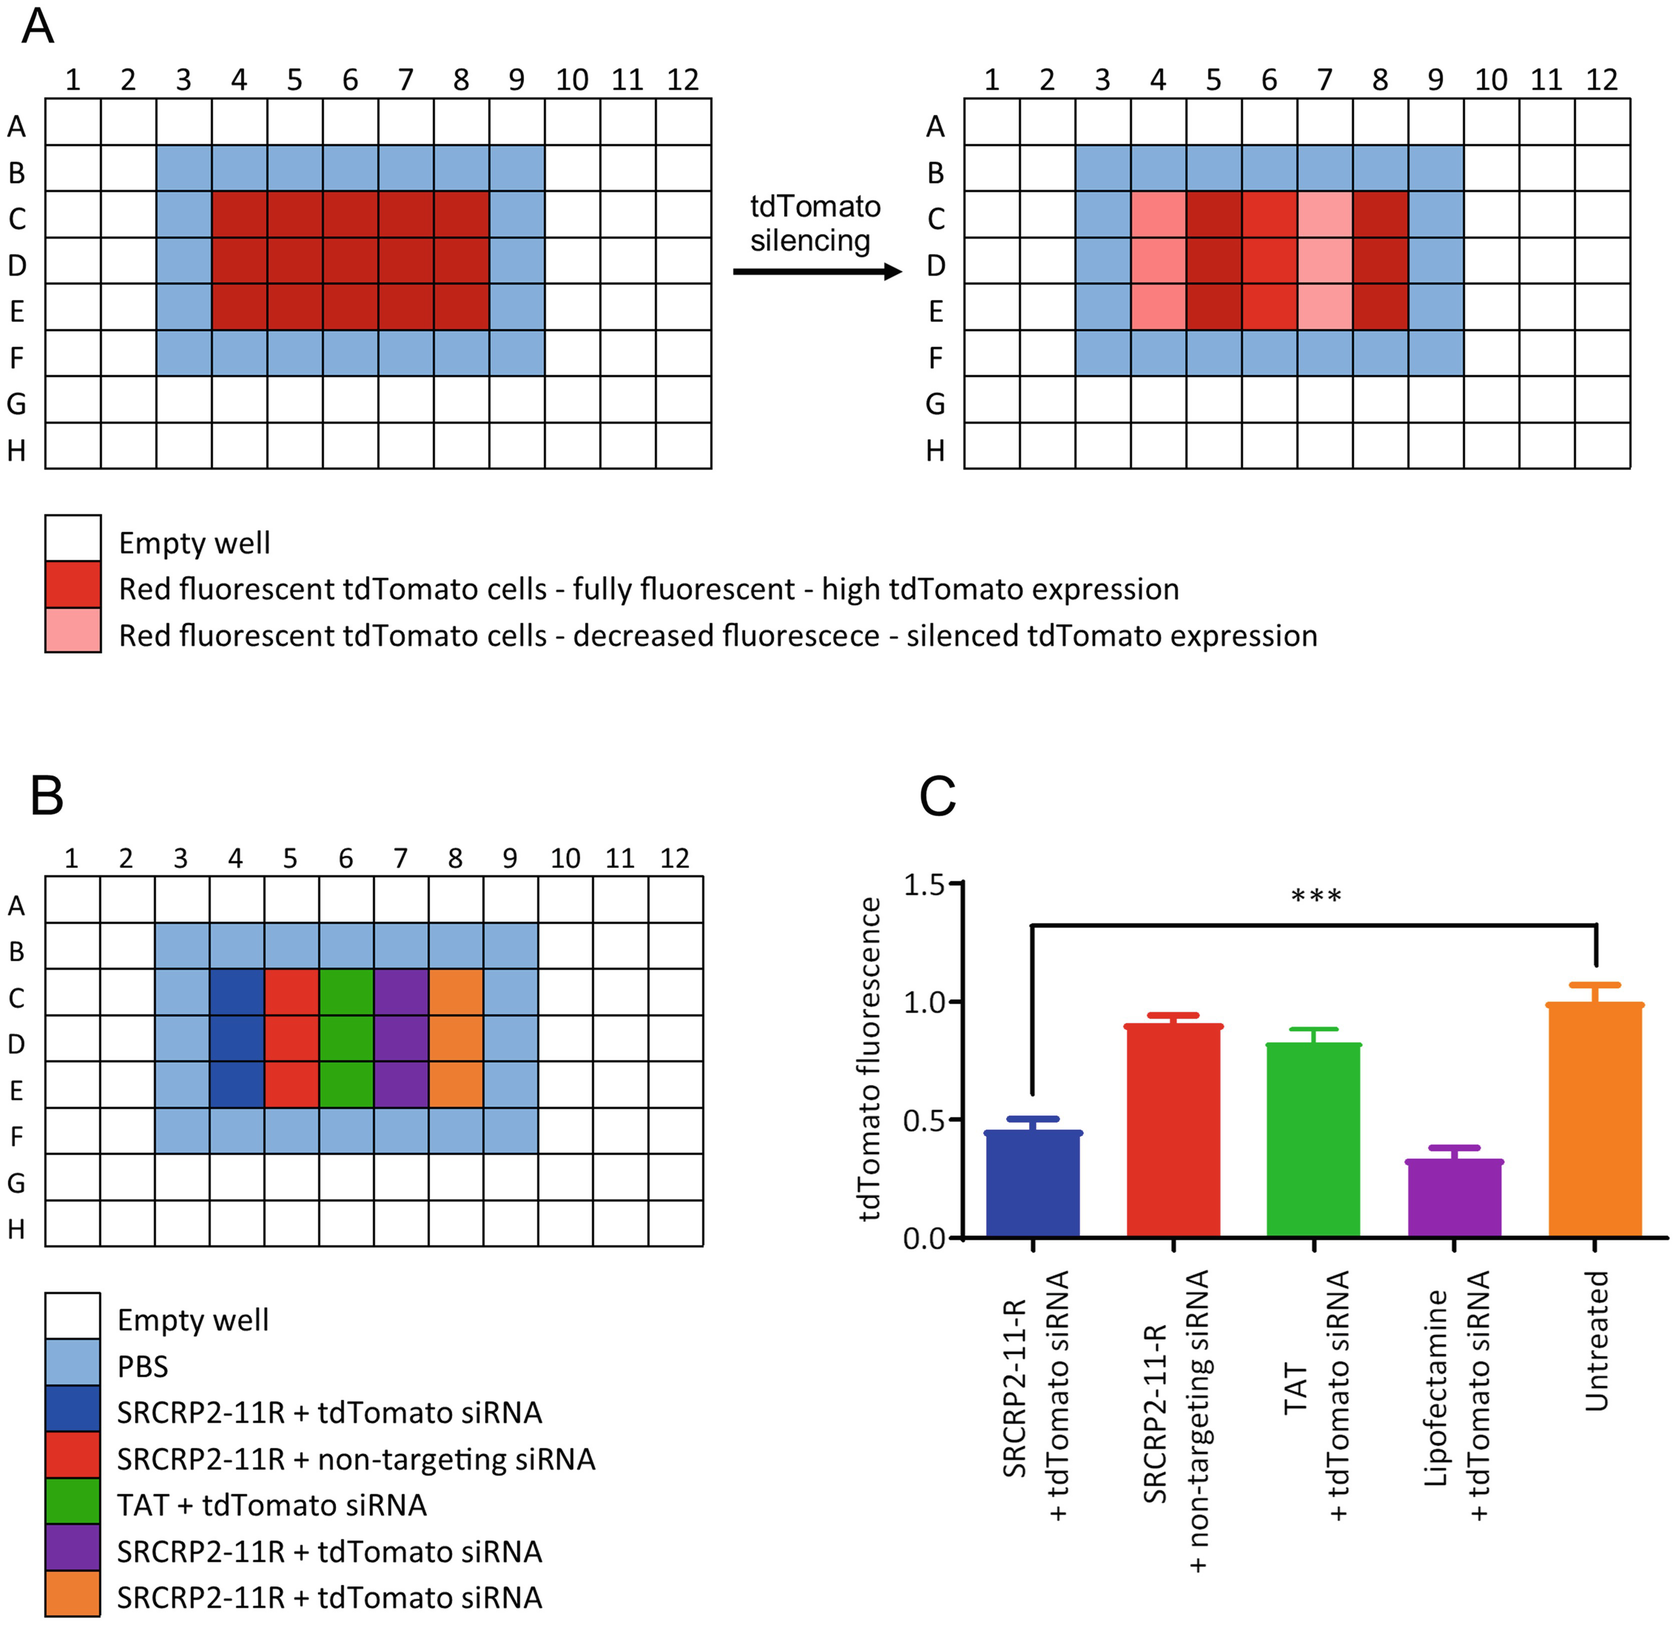 A
1 2 3 4 5 6 7 8 9 10 11 12
A
B
C
D
E
F
G
H
tdTomato
silencing
1 2 3 4 5 6 7 8 9 10 11 12
A
B
C
D
E
F
G
H
Empty well
Red fluorescent tdTomato cells - fully fluorescent - high tdTomato expression
Red fluorescent tdTomato cells - decreased fluorescece - silenced tdTomato expression
B
1 2 3 4 5 6 7 8 9 10 11 12
A
B
C
D
E
F
G
H
Empty well
PBS
SRCRP2-11R + tdTomato siRNA
SRCRP2-11R + non-targeting siRNA
TAT + tdTomato siRNA
SRCRP2-11R + tdTomato siRNA
SRCRP2-11R + tdTomato siRNA
C
tdTomato fluorescence
1.5
1.0
0.5
0.0
***
SRCRP2-11-R
+ tdTomato siRNA
SRCRP2-11-R
+ non-targeting siRNA
TAT
+ tdTomato siRNA
Lipofectamine
+ tdTomato siRNA
Untreated